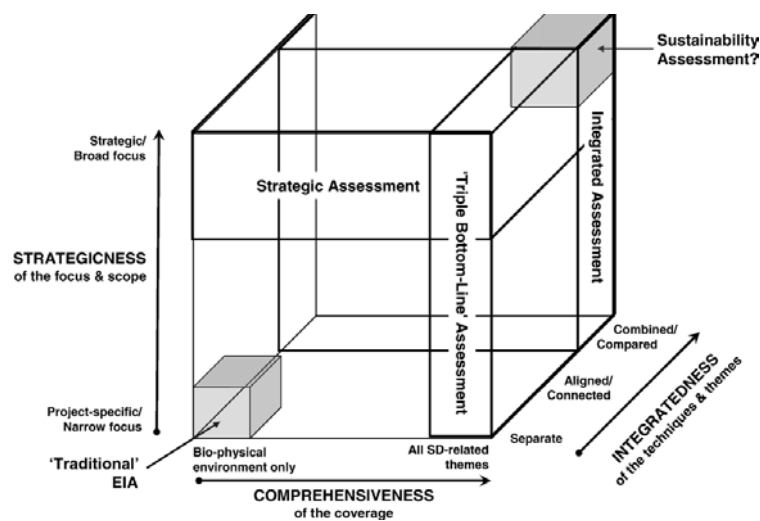 Sustainability
Assessment?
Strategic/
Broad focus
Strategic Assessment
'Triple Bottom-Line' Assessment
Integrated Assessment
STRATEGICNESS
of the focus & scope
Combined/
Compared
Aligned/
Connected
Separate
INTEGRATEDNESS
of the techniques & themes
Project-specific/
Narrow focus
'Traditional'
EIA
Bio-physical
environment only
All SD-related
themes
COMPREHENSIVENESS
of the coverage